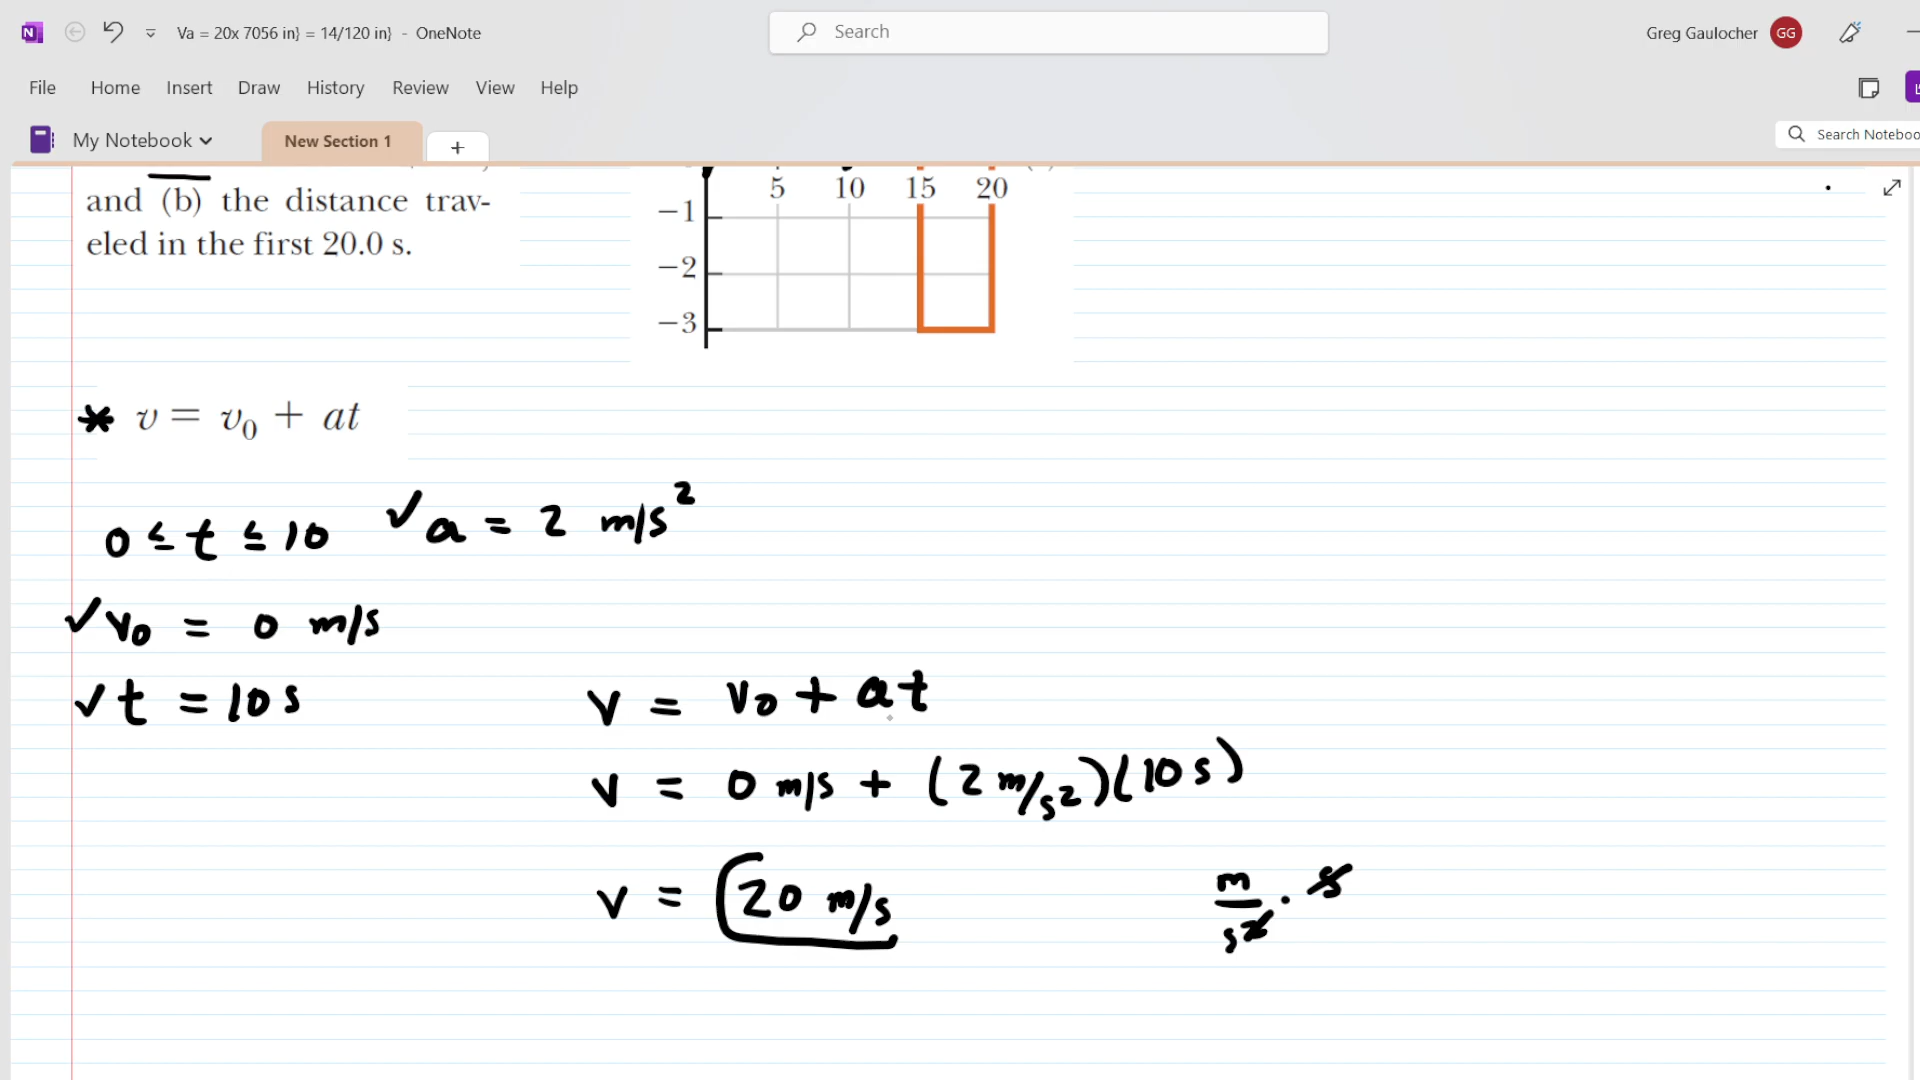 Va = 20x 7056 in} = 14/120 in} - OneNote
Search
Greg Gaulocher GG
File Home Insert Draw History Review View Help
My Notebook
New Section 1
+
Search Noteboo
and (b) the distance trav-
eled in the first 20.0 s.
5 10 15 20
−1
−2
−3
* v = v₀ + at
0 ≤ t ≤ 10 ✓ a = 2 m/s²
✓ v₀ = 0 m/s
✓ t = 10 s
v = v₀ + at
v = 0 m/s + (2 m/s²)(10 s)
v = 20 m/s
m/s² · s